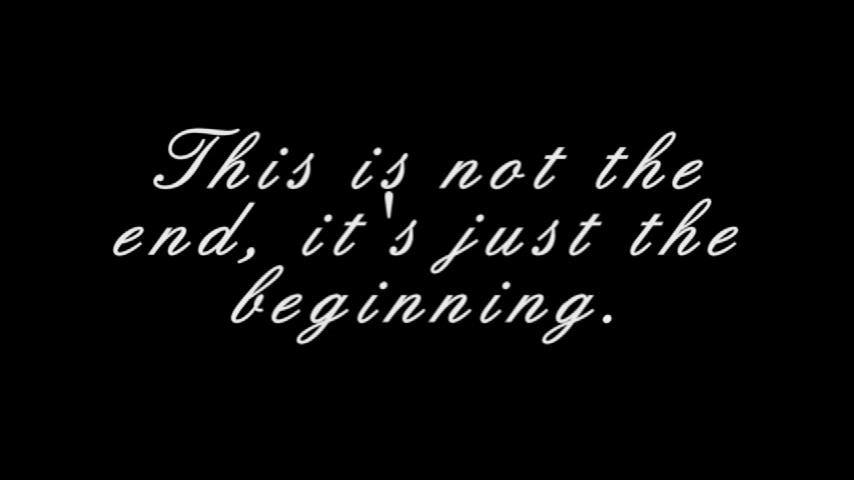 This is not the
end, it's just the
beginning.